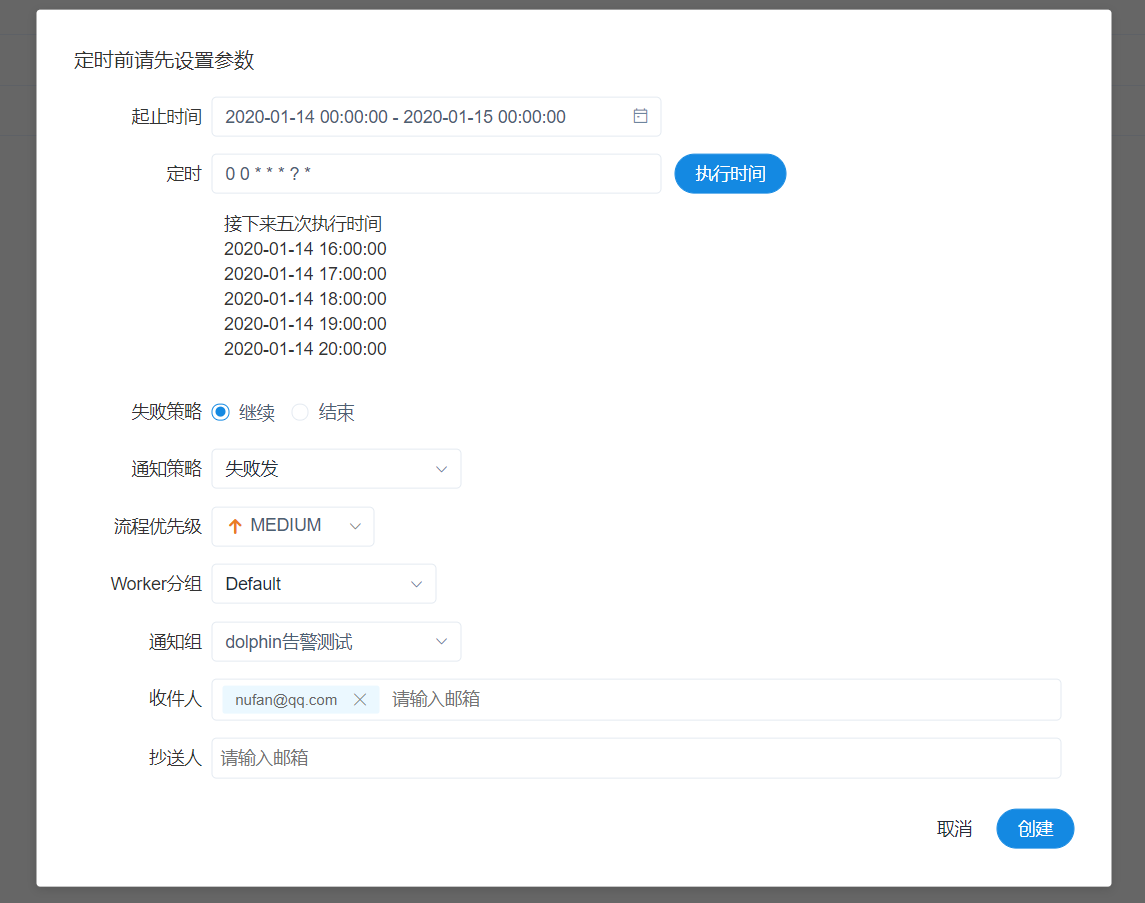 定时前请先设置参数
起止时间 2020-01-14 00:00:00 - 2020-01-15 00:00:00
定时 0 0 * * * ? * 执行时间
接下来五次执行时间
2020-01-14 16:00:00
2020-01-14 17:00:00
2020-01-14 18:00:00
2020-01-14 19:00:00
2020-01-14 20:00:00
失败策略 继续 结束
通知策略 失败发
流程优先级 MEDIUM
Worker分组 Default
通知组 dolphin告警测试
收件人 nufan@qq.com 请输入邮箱
抄送人 请输入邮箱
取消 创建